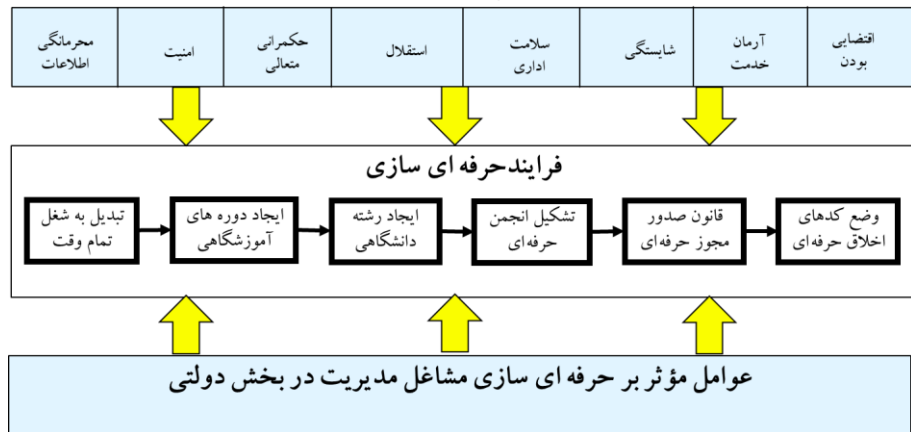 اقتضایی
بودن
آرمان
خدمت
شایستگی
سلامت
اداری
استقلال
حکمرانی
متعالی
امنیت
محرمانگی
اطلاعات
فرایندحرفه ای سازی
تبدیل به شغل
تمام وقت
ایجاد دوره های
آموزشگاهی
ایجاد رشته
دانشگاهی
تشکیل انجمن
حرفه‌ای
قانون صدور
مجوز حرفه‌ای
وضع کدهای
اخلاق حرفه‌ای
عوامل مؤثر بر حرفه ای سازی مشاغل مدیریت در بخش دولتی